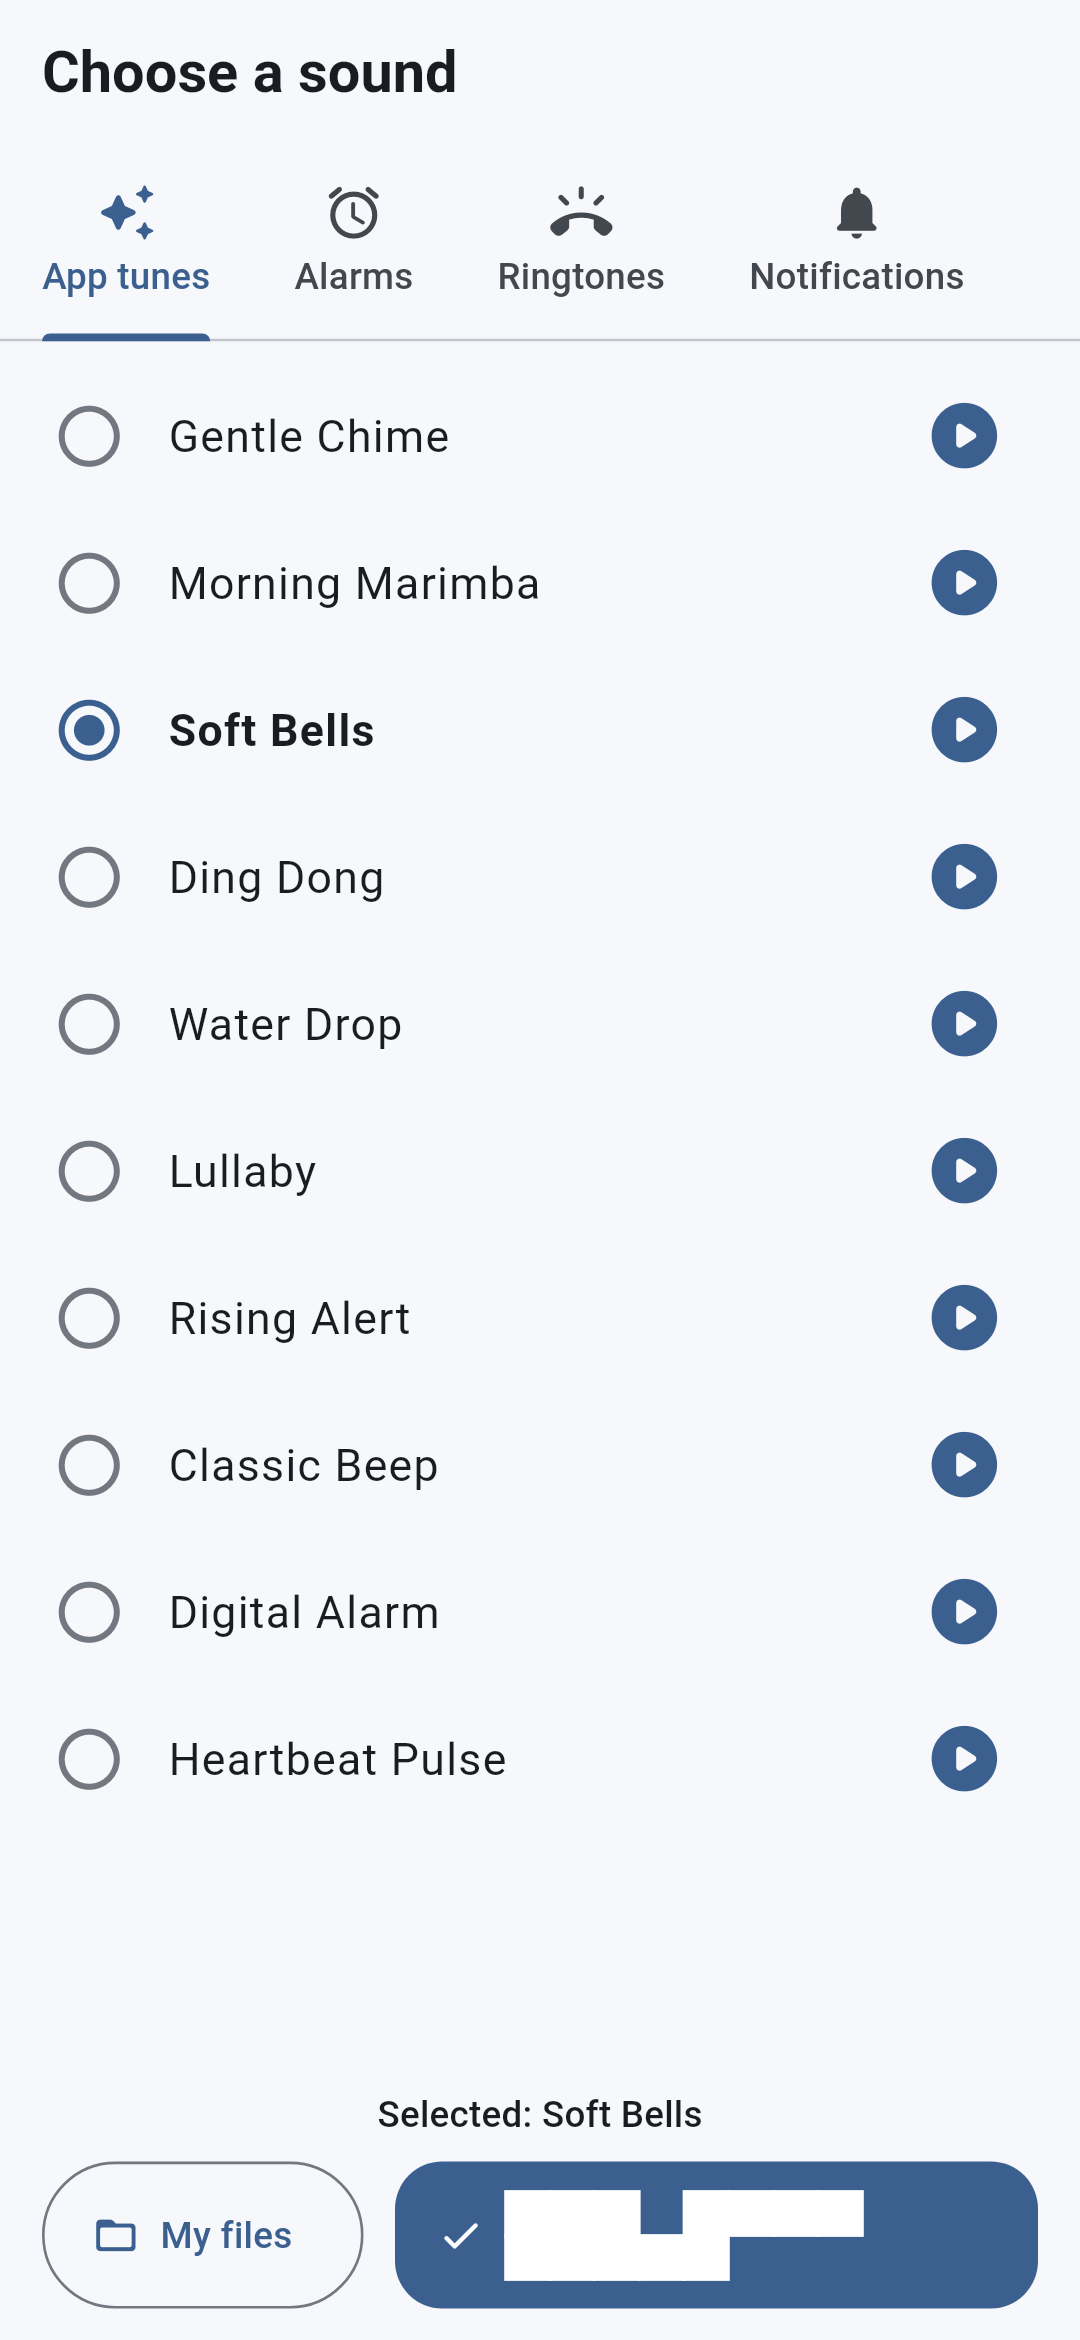 Choose a sound
App tunes
Alarms
Ringtones
Notifications
Gentle Chime
Morning Marimba
Soft Bells
Ding Dong
Water Drop
Lullaby
Rising Alert
Classic Beep
Digital Alarm
Heartbeat Pulse
Selected: Soft Bells
My files